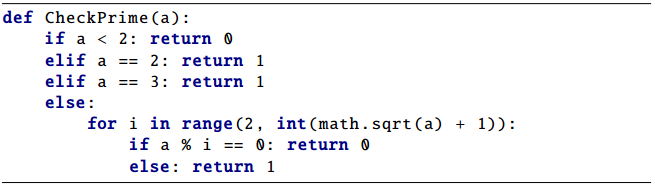 def CheckPrime(a):
    if a < 2: return 0
    elif a == 2: return 1
    elif a == 3: return 1
    else:
        for i in range(2, int(math.sqrt(a) + 1)):
            if a % i == 0: return 0
            else: return 1